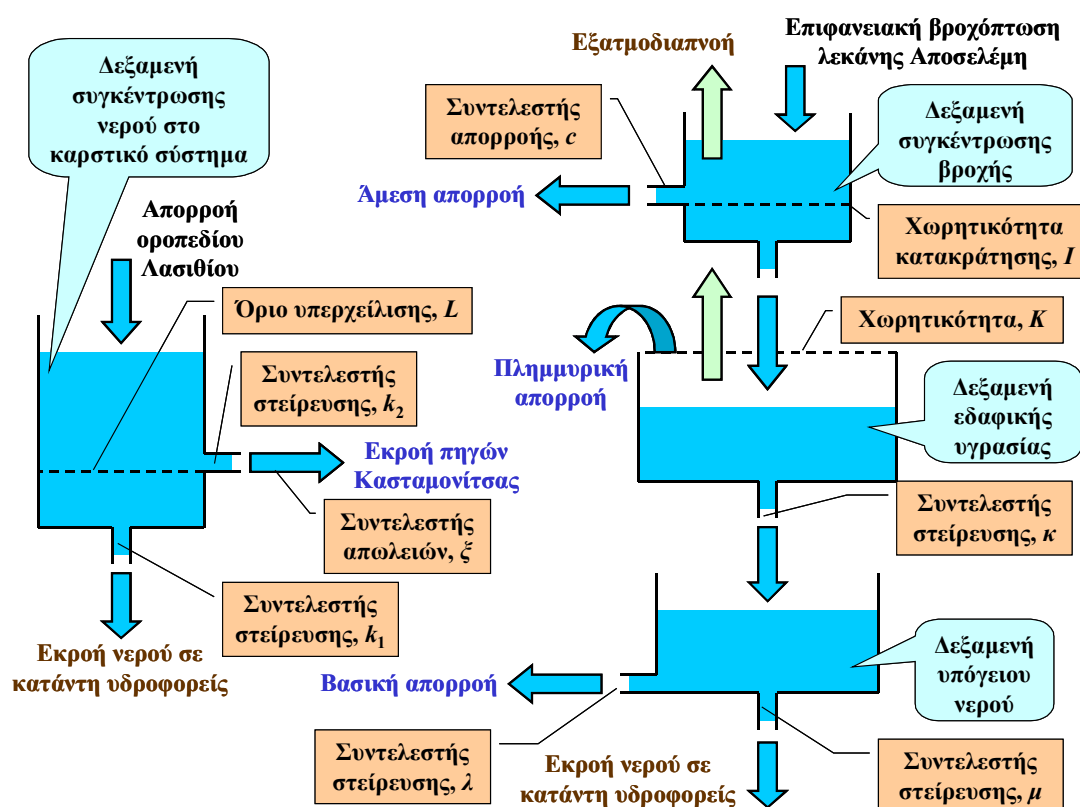 Δεξαμενή
συγκέντρωσης
νερού στο
καρστικό σύστημα
Απορροή
οροπεδίου
Λασιθίου
Όριο υπερχείλισης, L
Συντελεστής
στείρευσης, k2
Εκροή πηγών
Κασταμονίτσας
Συντελεστής
απωλειών, ξ
Συντελεστής
στείρευσης, k1
Εκροή νερού σε
κατάντη υδροφορείς
Εξατμοδιαπνοή
Επιφανειακή βροχόπτωση
λεκάνης Αποσελέμη
Συντελεστής
απορροής, c
Δεξαμενή
συγκέντρωσης
βροχής
Άμεση απορροή
Χωρητικότητα
κατακράτησης, I
Χωρητικότητα, K
Πλημμυρική
απορροή
Δεξαμενή
εδαφικής
υγρασίας
Συντελεστής
στείρευσης, κ
Δεξαμενή
υπόγειου
νερού
Βασική απορροή
Συντελεστής
στείρευσης, λ
Εκροή νερού σε
κατάντη υδροφορείς
Συντελεστής
στείρευσης, μ